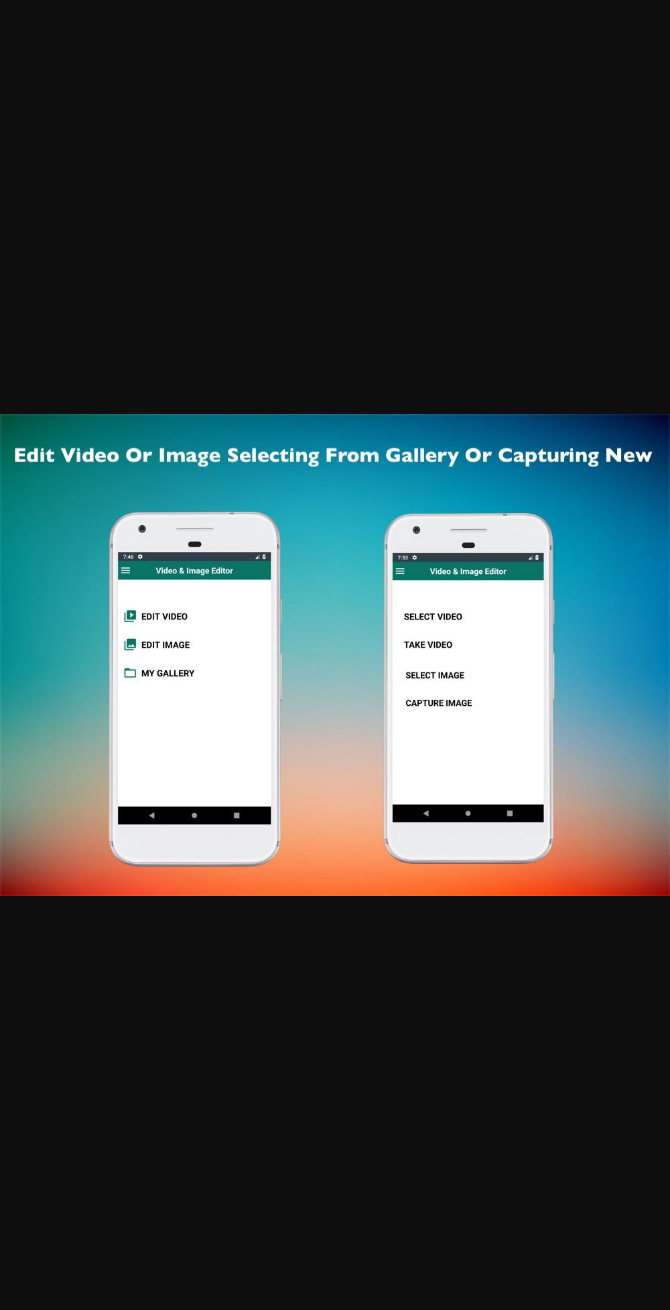 Edit Video Or Image Selecting From Gallery Or Capturing New
7:46
Video & Image Editor
EDIT VIDEO
EDIT IMAGE
MY GALLERY
7:53
Video & Image Editor
SELECT VIDEO
TAKE VIDEO
SELECT IMAGE
CAPTURE IMAGE